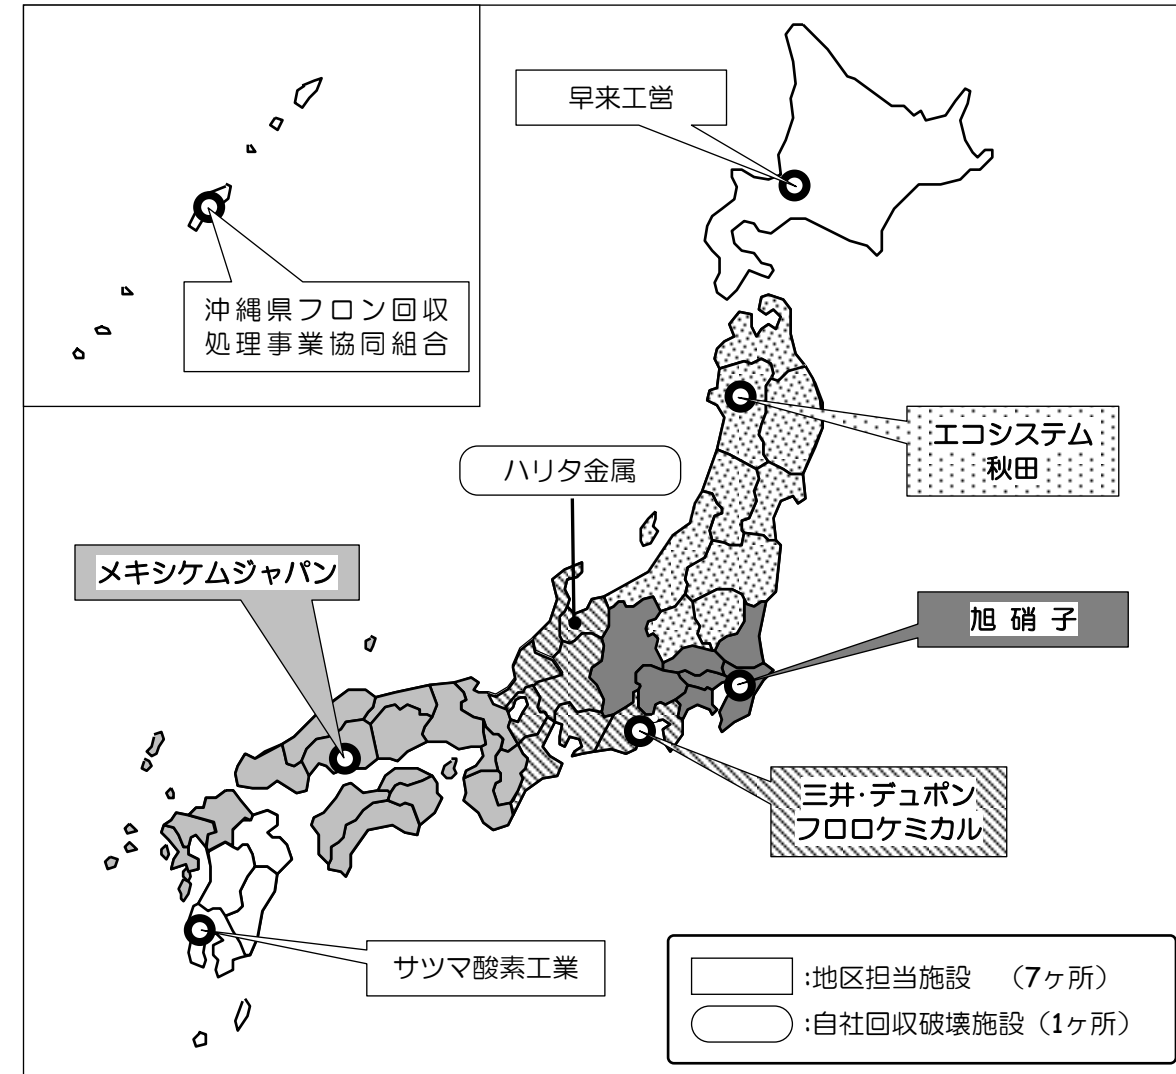 早来工営
沖縄県フロン回収
処理事業協同組合
エコシステム
秋田
ハリタ金属
メキシケムジャパン
旭硝子
三井・デュポン
フロロケミカル
サツマ酸素工業
:地区担当施設 （7ヶ所）
:自社回収破壊施設（1ヶ所）